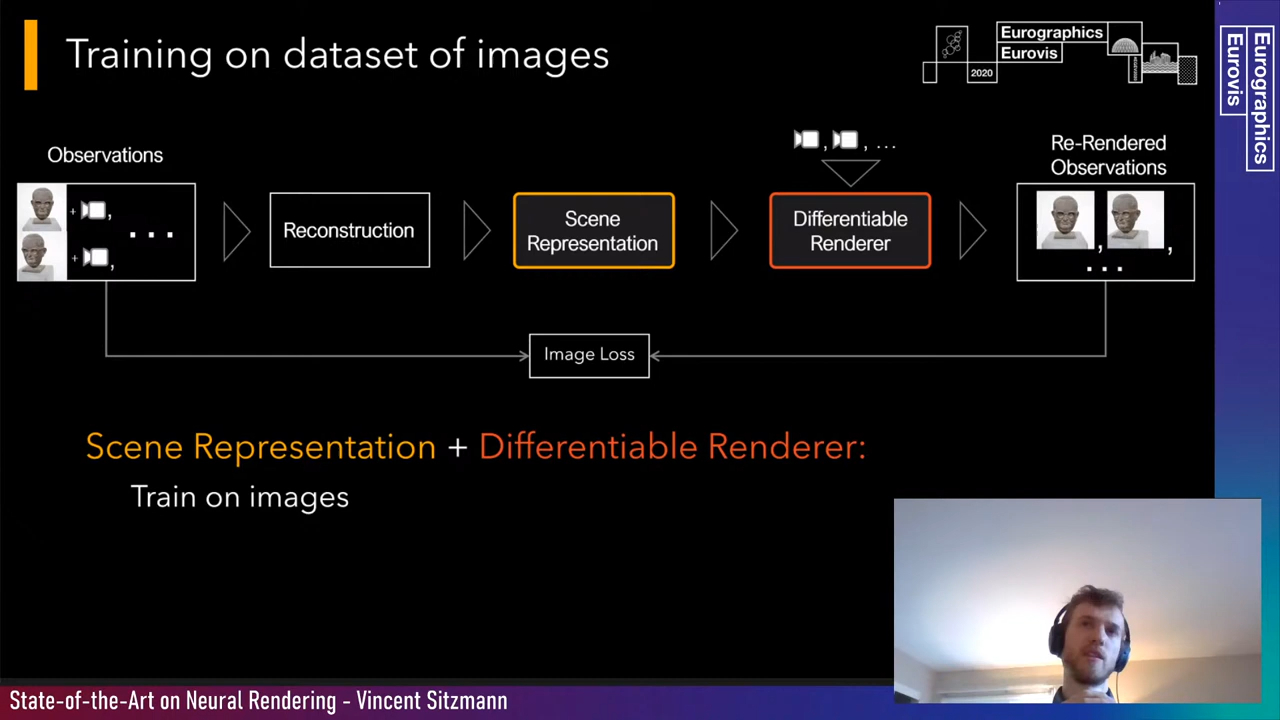 Training on dataset of images
Eurographics
Eurovis
2020
Eurographics
Eurovis
Observations
+ ,
. . .
+ ,
Reconstruction
Scene
Representation
, , ...
Differentiable
Renderer
Re-Rendered
Observations
, ,
. . .
Image Loss
Scene Representation + Differentiable Renderer:
Train on images
State-of-the-Art on Neural Rendering - Vincent Sitzmann